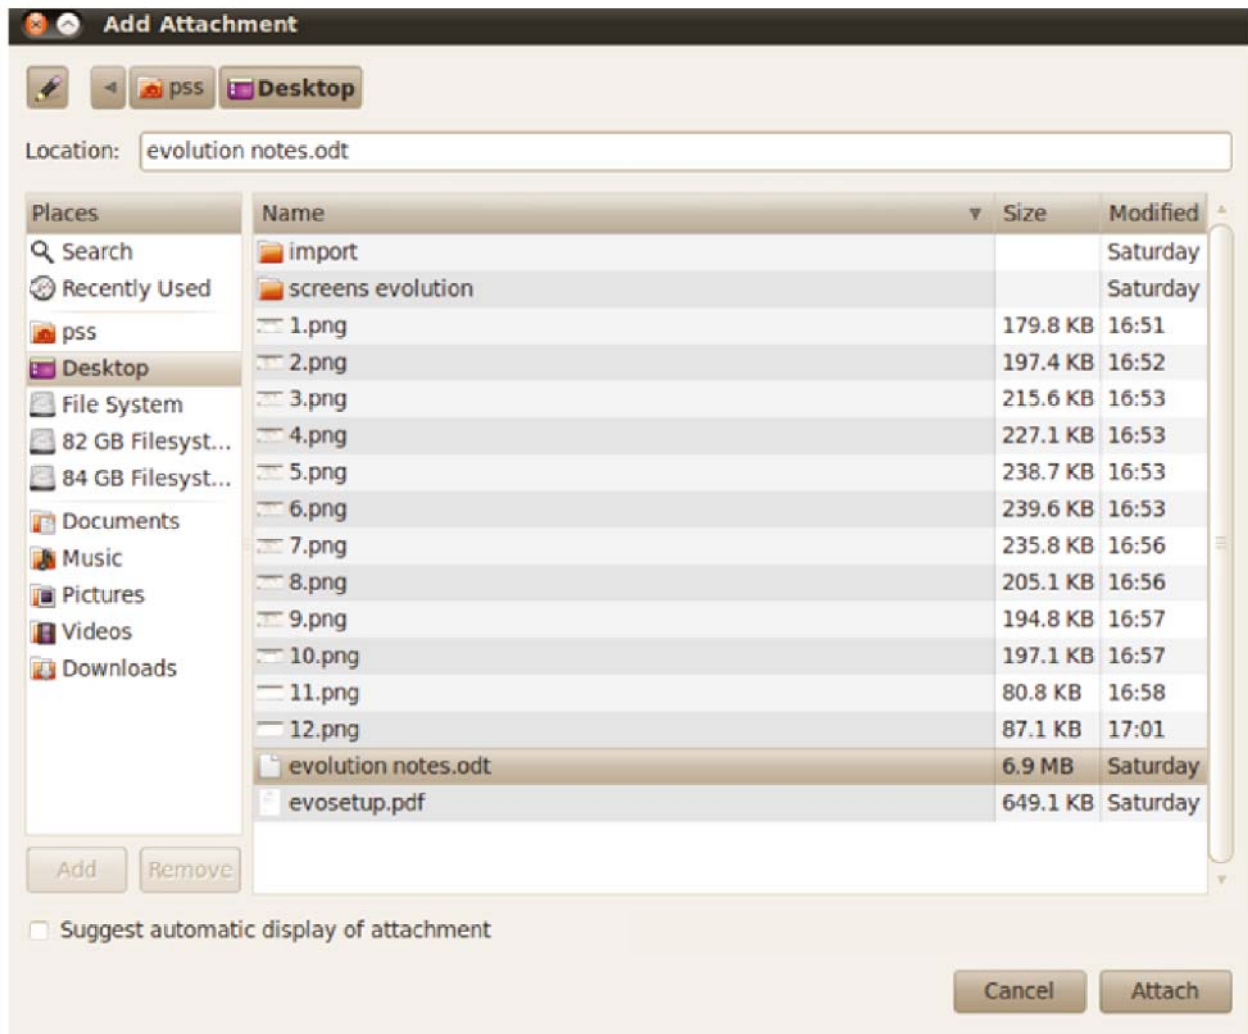 Add Attachment
pss Desktop
Location: evolution notes.odt
Places
Search
Recently Used
pss
Desktop
File System
82 GB Filesyst...
84 GB Filesyst...
Documents
Music
Pictures
Videos
Downloads
Add Remove
Name Size Modified
import Saturday
screens evolution Saturday
1.png 179.8 KB 16:51
2.png 197.4 KB 16:52
3.png 215.6 KB 16:53
4.png 227.1 KB 16:53
5.png 238.7 KB 16:53
6.png 239.6 KB 16:53
7.png 235.8 KB 16:56
8.png 205.1 KB 16:56
9.png 194.8 KB 16:57
10.png 197.1 KB 16:57
11.png 80.8 KB 16:58
12.png 87.1 KB 17:01
evolution notes.odt 6.9 MB Saturday
evosetup.pdf 649.1 KB Saturday
Suggest automatic display of attachment
Cancel Attach